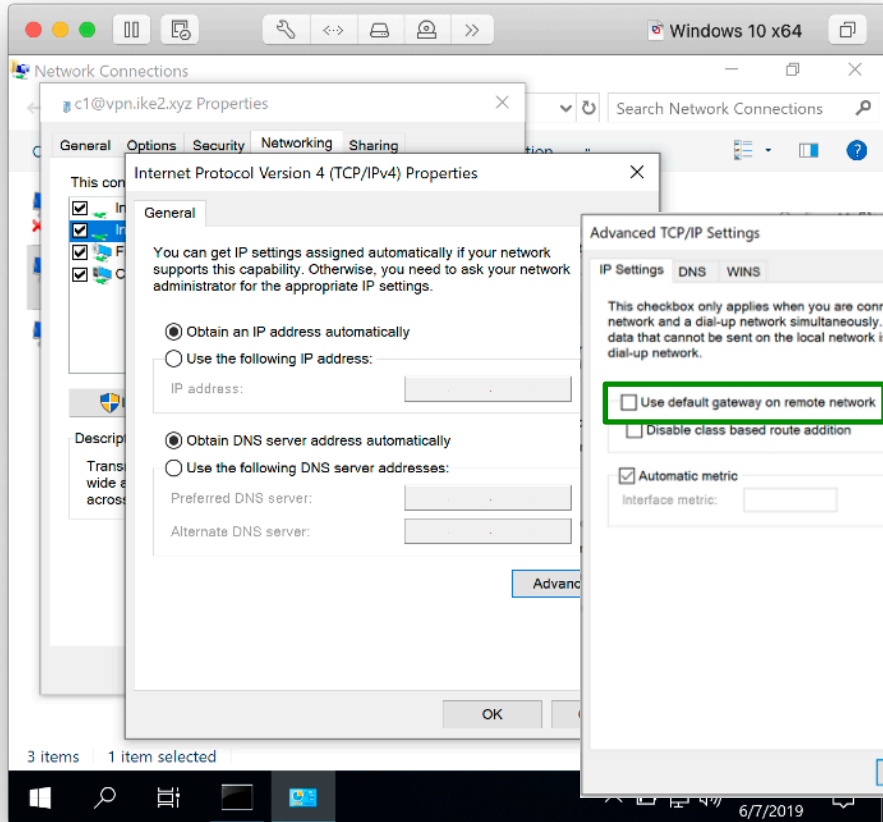 Windows 10 x64
Network Connections
Search Network Connections
c1@vpn.ike2.xyz Properties
General Options Security Networking Sharing
This con
Internet Protocol Version 4 (TCP/IPv4) Properties
General
You can get IP settings assigned automatically if your network
supports this capability. Otherwise, you need to ask your network
administrator for the appropriate IP settings.
Obtain an IP address automatically
Use the following IP address:
IP address:
Obtain DNS server address automatically
Use the following DNS server addresses:
Preferred DNS server:
Alternate DNS server:
Advanc
OK
Descrip
Trans
wide a
across
Advanced TCP/IP Settings
IP Settings DNS WINS
This checkbox only applies when you are conn
network and a dial-up network simultaneously.
data that cannot be sent on the local network i
dial-up network.
Use default gateway on remote network
Disable class based route addition
Automatic metric
Interface metric:
3 items 1 item selected
6/7/2019